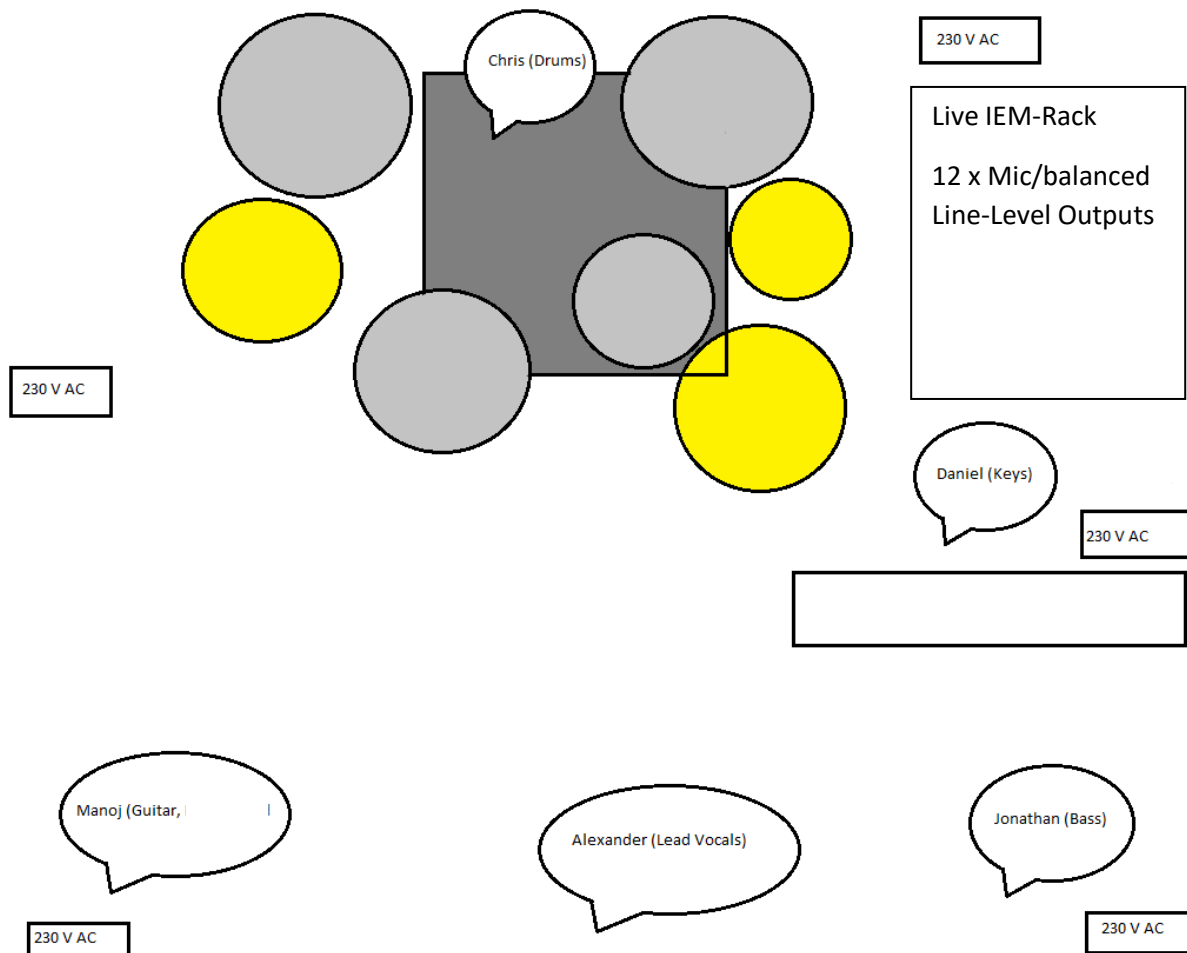 Chris (Drums)
230 V AC
Live IEM-Rack
12 x Mic/balanced
Line-Level Outputs
230 V AC
Daniel (Keys)
230 V AC
Manoj (Guitar,
Alexander (Lead Vocals)
Jonathan (Bass)
230 V AC
230 V AC